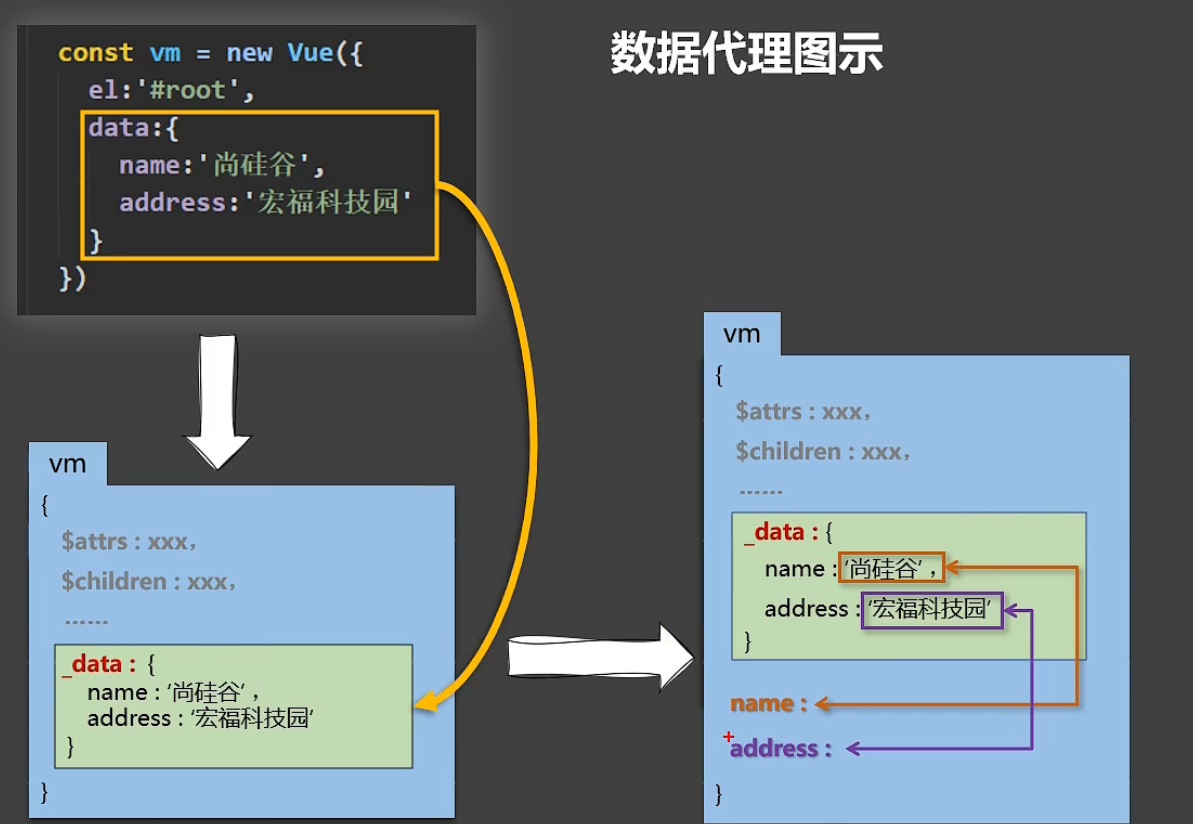 数据代理图示
const vm = new Vue({
el:'#root',
data:{
name:'尚硅谷',
address:'宏福科技园'
}
})
vm
{
$attrs : xxx，
$children : xxx，
……
_data : {
name : ‘尚硅谷’，
address : ‘宏福科技园’
}
}
vm
{
$attrs : xxx，
$children : xxx，
……
_data : {
name : ‘尚硅谷’，
address : ‘宏福科技园’
}
name :
address :
}